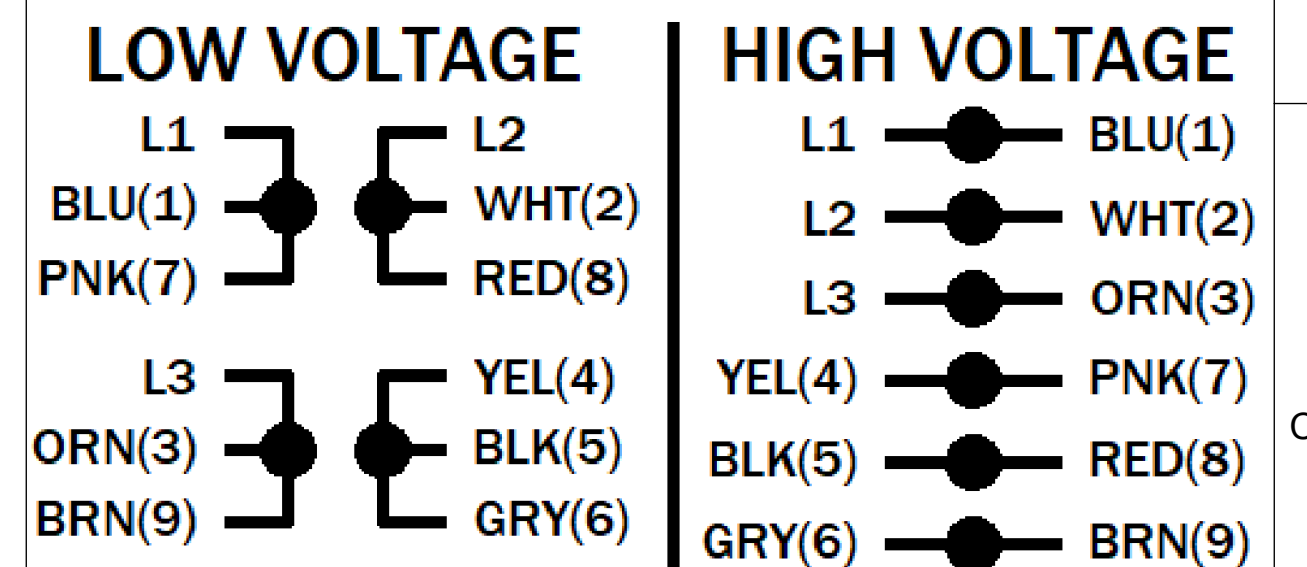 LOW VOLTAGE
L1
BLU(1)
PNK(7)
L2
WHT(2)
RED(8)
L3
ORN(3)
BRN(9)
YEL(4)
BLK(5)
GRY(6)
HIGH VOLTAGE
L1 BLU(1)
L2 WHT(2)
L3 ORN(3)
YEL(4) PNK(7)
BLK(5) RED(8)
GRY(6) BRN(9)